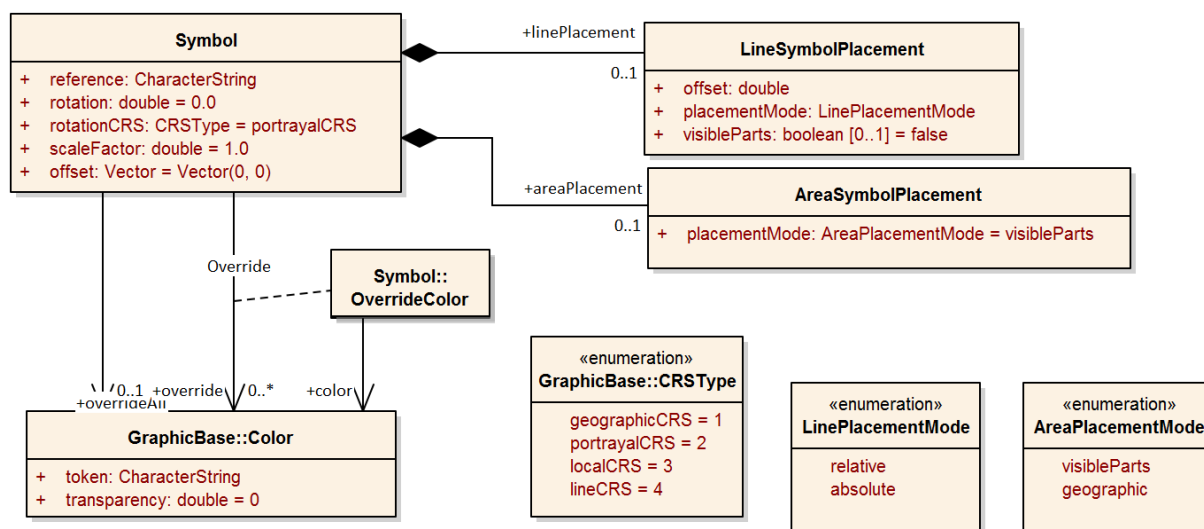 Symbol
+ reference: CharacterString
+ rotation: double = 0.0
+ rotationCRS: CRSType = portrayalCRS
+ scaleFactor: double = 1.0
+ offset: Vector = Vector(0, 0)
+linePlacement
0..1
LineSymbolPlacement
+ offset: double
+ placementMode: LinePlacementMode
+ visibleParts: boolean [0..1] = false
+areaPlacement
0..1
AreaSymbolPlacement
+ placementMode: AreaPlacementMode = visibleParts
Override
Symbol::
OverrideColor
0..1
+override
0..*
+color
+overrideAll
GraphicBase::Color
+ token: CharacterString
+ transparency: double = 0
«enumeration»
GraphicBase::CRSType
geographicCRS = 1
portrayalCRS = 2
localCRS = 3
lineCRS = 4
«enumeration»
LinePlacementMode
relative
absolute
«enumeration»
AreaPlacementMode
visibleParts
geographic